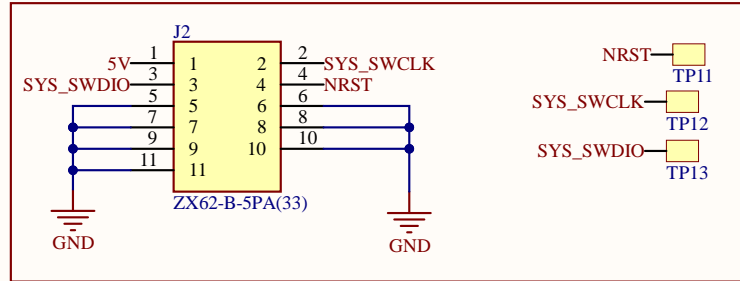 J2
5V 1 1 2 2 SYS_SWCLK
SYS_SWDIO 3 3 4 4 NRST
5 5 6 6
7 7 8 8
9 9 10 10
11 11
ZX62-B-5PA(33)
GND
GND
NRST
TP11
SYS_SWCLK
TP12
SYS_SWDIO
TP13